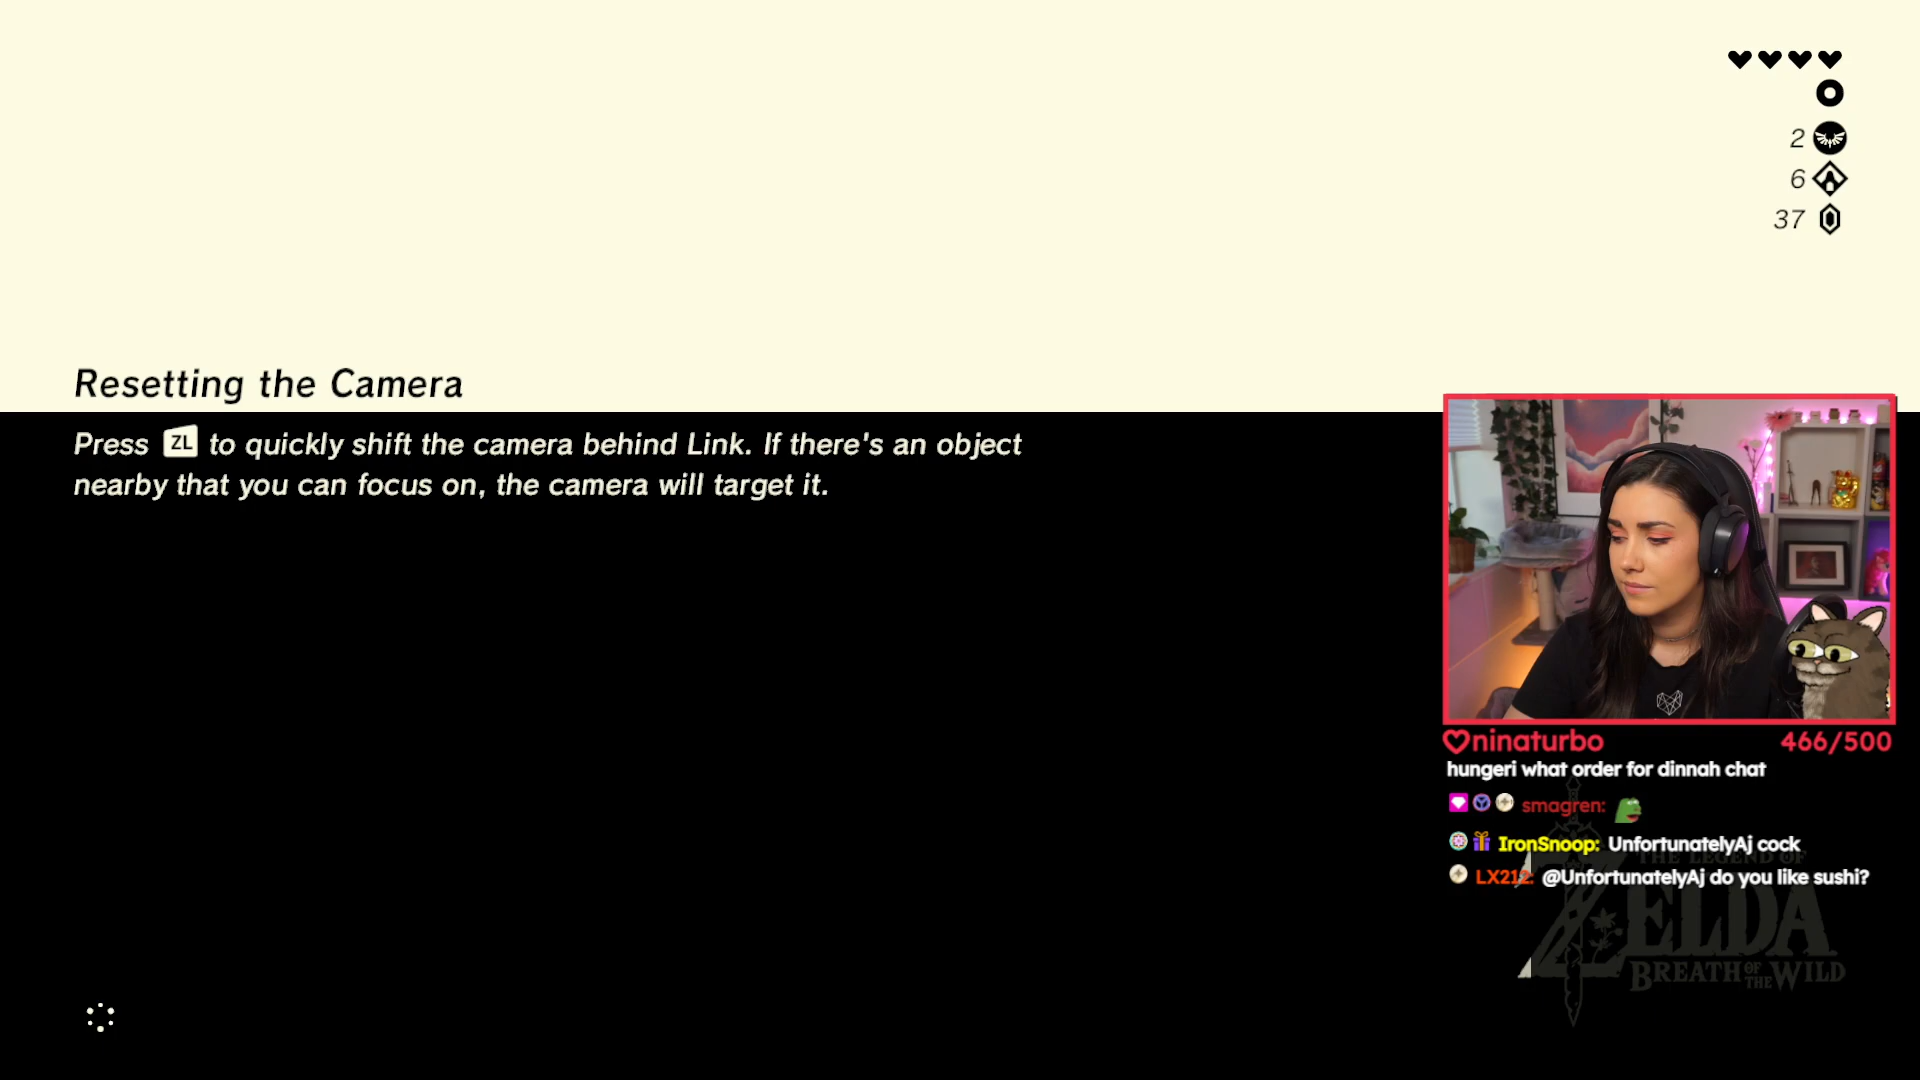 2
6
37
Resetting the Camera
Press ZL to quickly shift the camera behind Link. If there's an object
nearby that you can focus on, the camera will target it.
ninaturbo 466/500
hungeri what order for dinnah chat
smagren:
IronSnoop: UnfortunatelyAj cock
LX212: @UnfortunatelyAj do you like sushi?
THE LEGEND OF
ZELDA
BREATH OF THE WILD